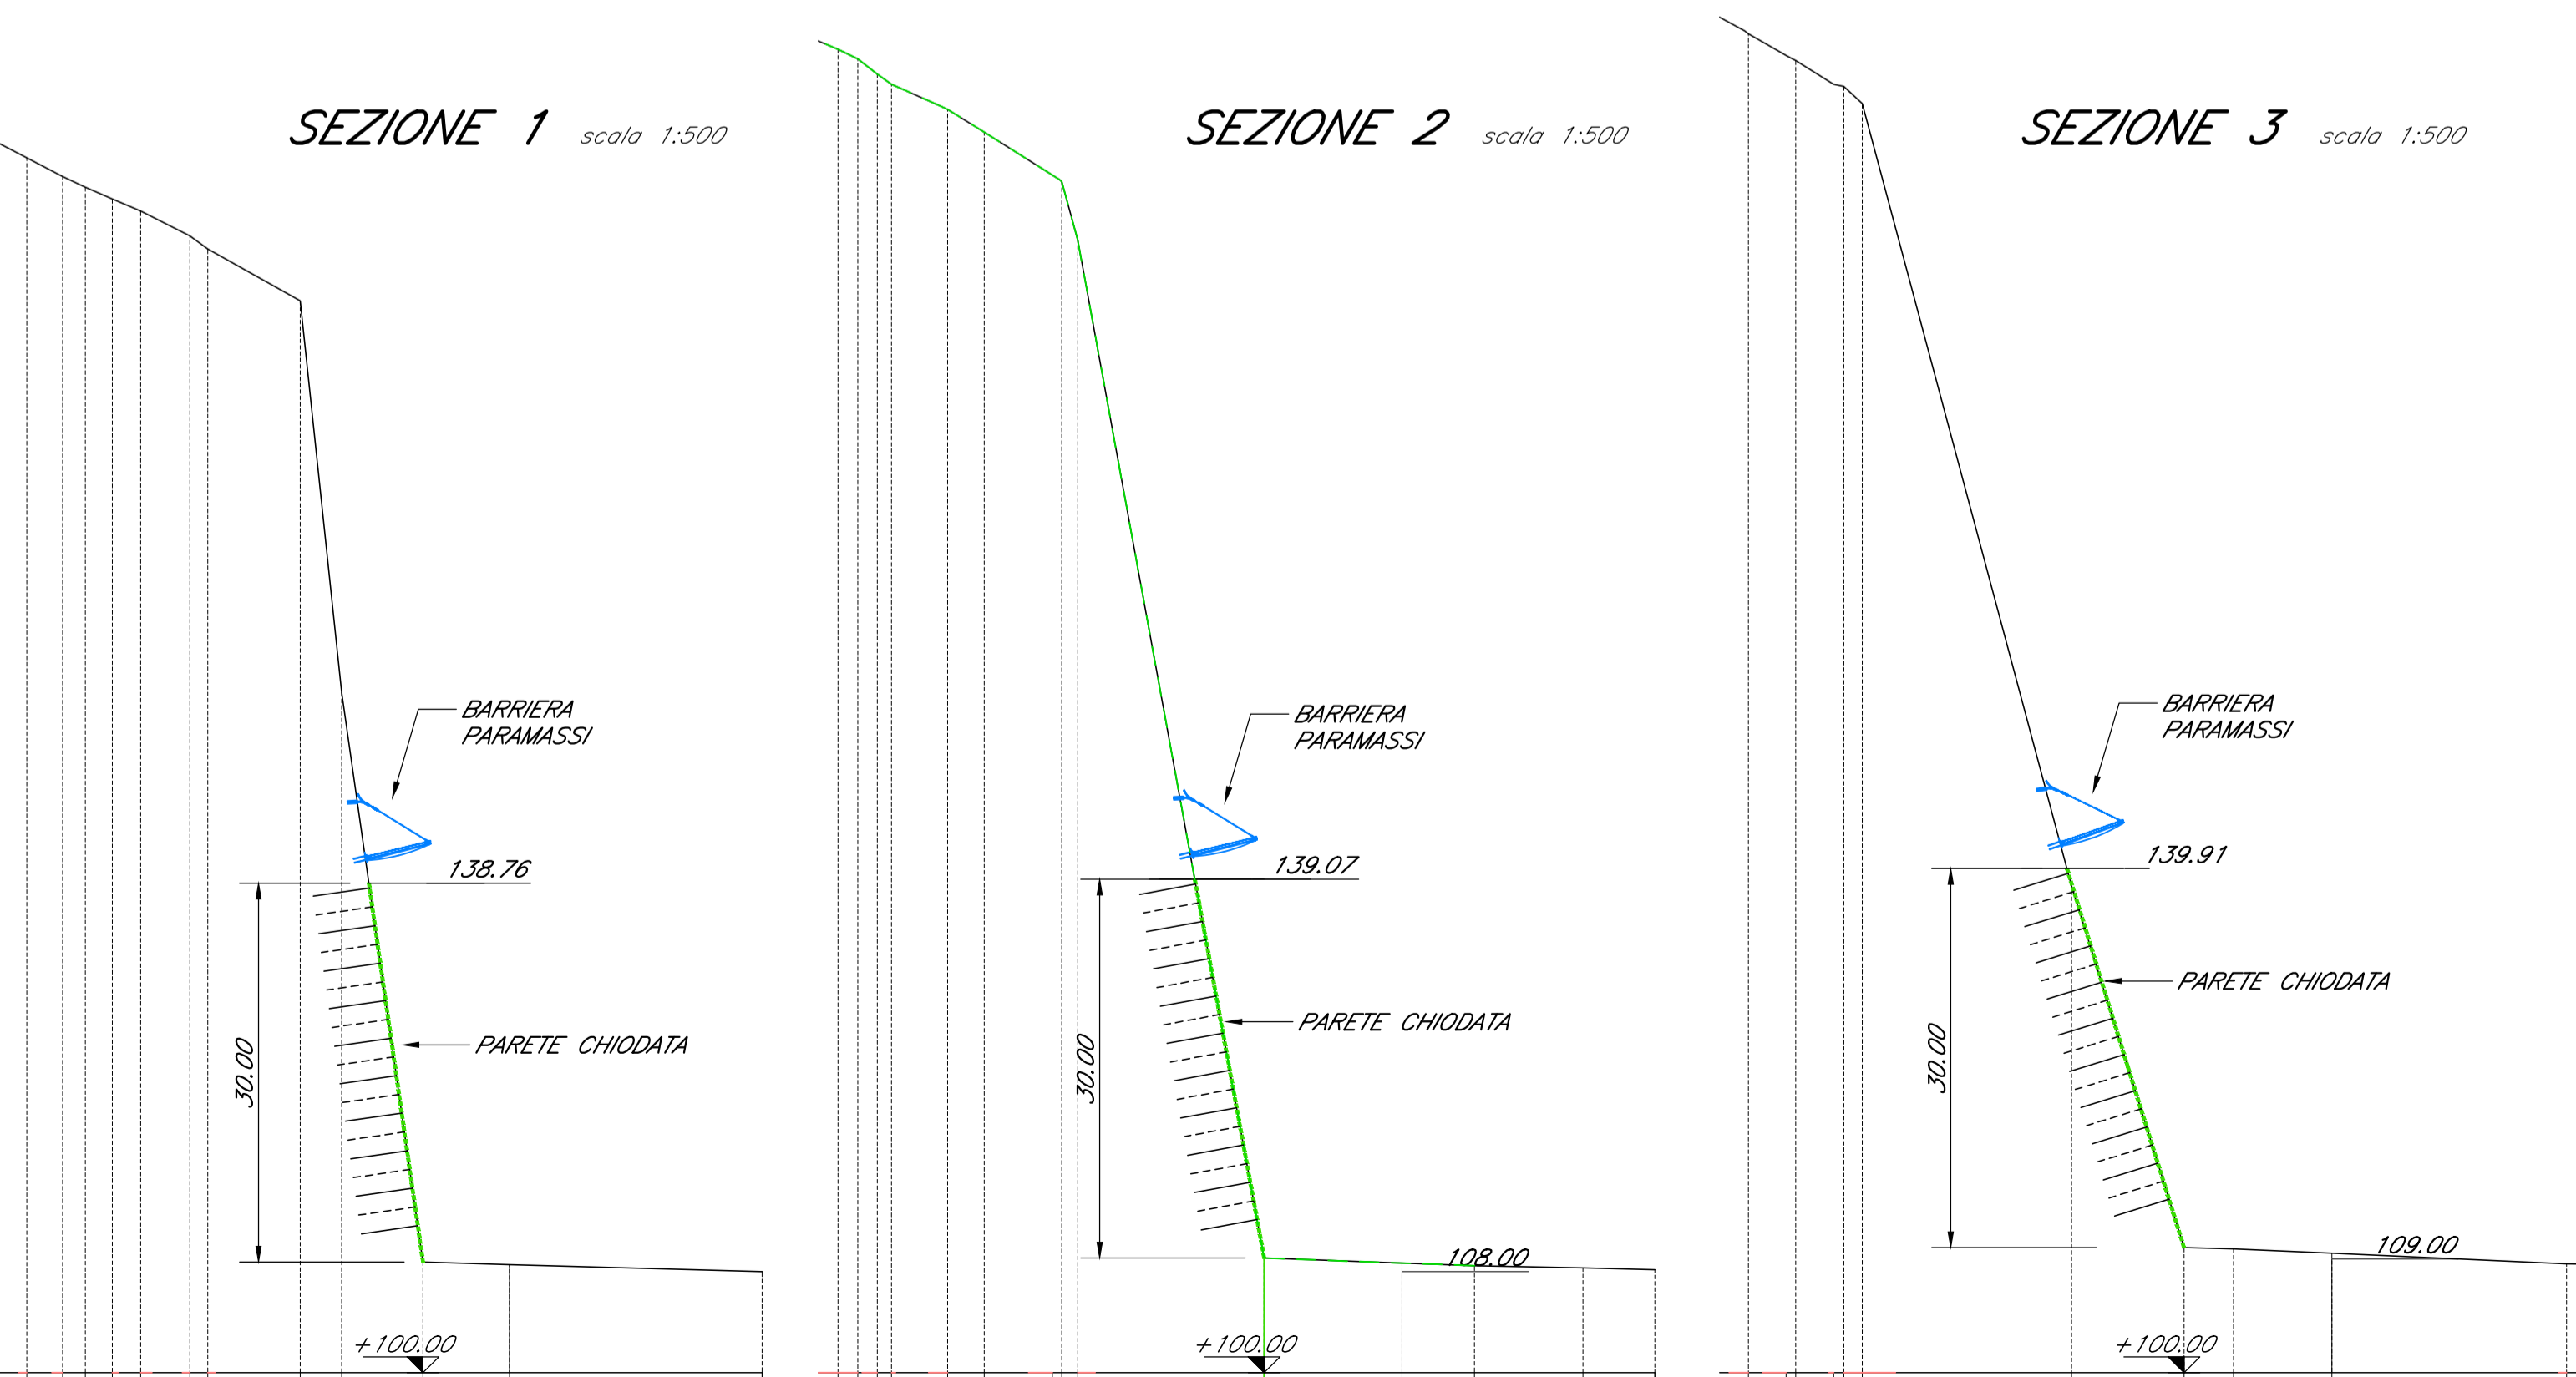 SEZIONE 1 scala 1:500
BARRIERA
PARAMASSI
138.76
30.00
PARETE CHIODATA
+100.00
SEZIONE 2 scala 1:500
BARRIERA
PARAMASSI
139.07
30.00
PARETE CHIODATA
108.00
+100.00
SEZIONE 3 scala 1:500
BARRIERA
PARAMASSI
139.91
PARETE CHIODATA
30.00
109.00
+100.00